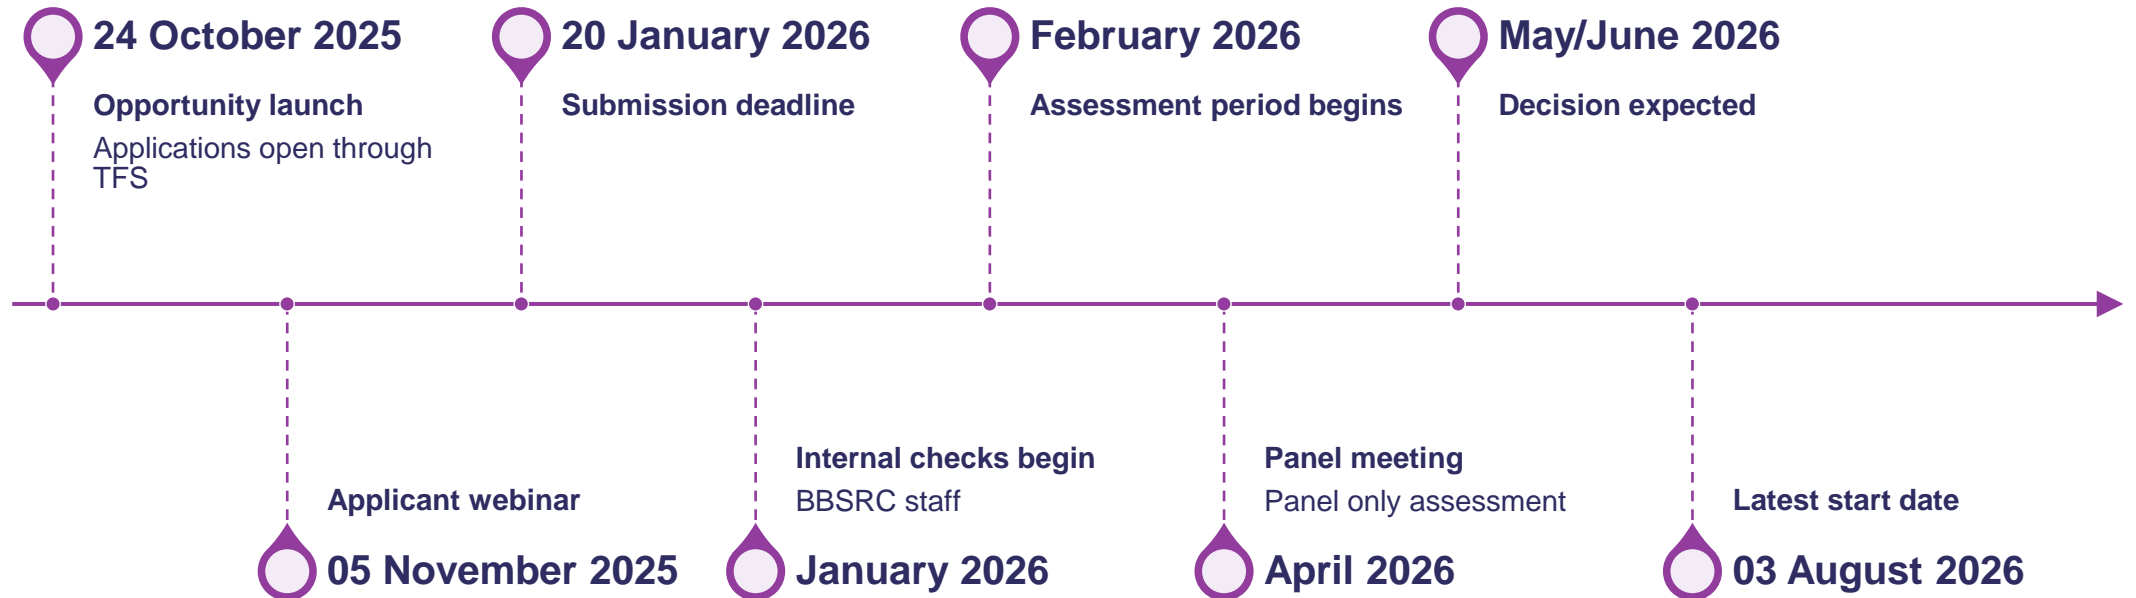 24 October 2025
Opportunity launch
Applications open through
TFS
20 January 2026
Submission deadline
February 2026
Assessment period begins
May/June 2026
Decision expected
Applicant webinar
05 November 2025
Internal checks begin
BBSRC staff
January 2026
Panel meeting
Panel only assessment
April 2026
Latest start date
03 August 2026